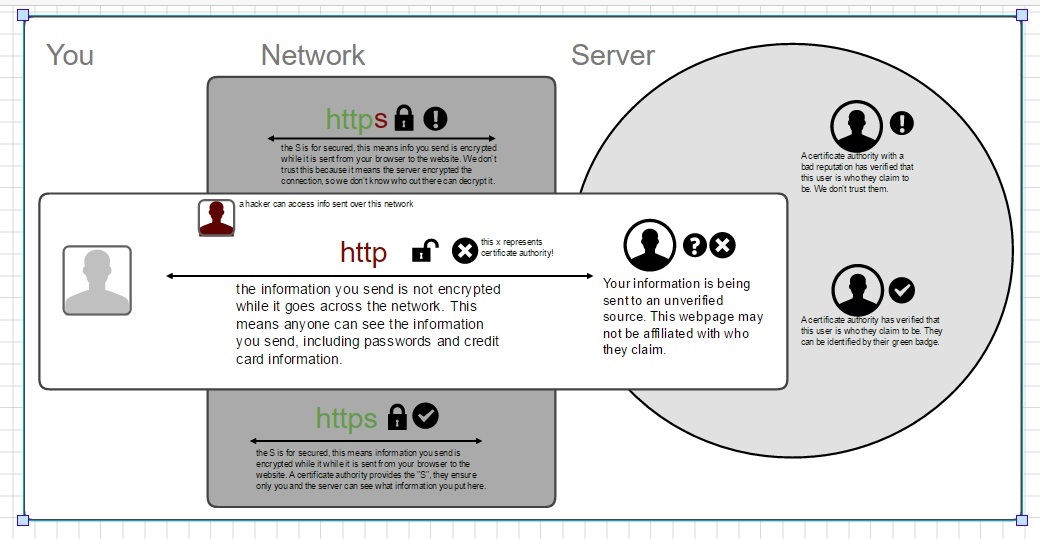 You
Network
Server
https
the S is for secured, this means info you send is encrypted
while it is sent from your browser to the website. We don't
trust this because it means the server encrypted the
connection, so we don't know who out there can decrypt it.
A certificate authority with a
bad reputation has verified that
this user is who they claim to
be. We don't trust them.
a hacker can access info sent over this network
http
this x represents
certificate authority!
the information you send is not encrypted
while it goes across the network. This
means anyone can see the information
you send, including passwords and credit
card information.
Your information is being
sent to an unverified
source. This webpage may
not be affiliated with who
they claim.
A certificate authority has verified that
this user is who they claim to be. They
can be identified by their green badge.
https
the S is for secured, this means information you send is
encrypted while it while it is sent from your browser to the
website. A certificate authority provides the "S", they ensure
only you and the server can see what information you put here.